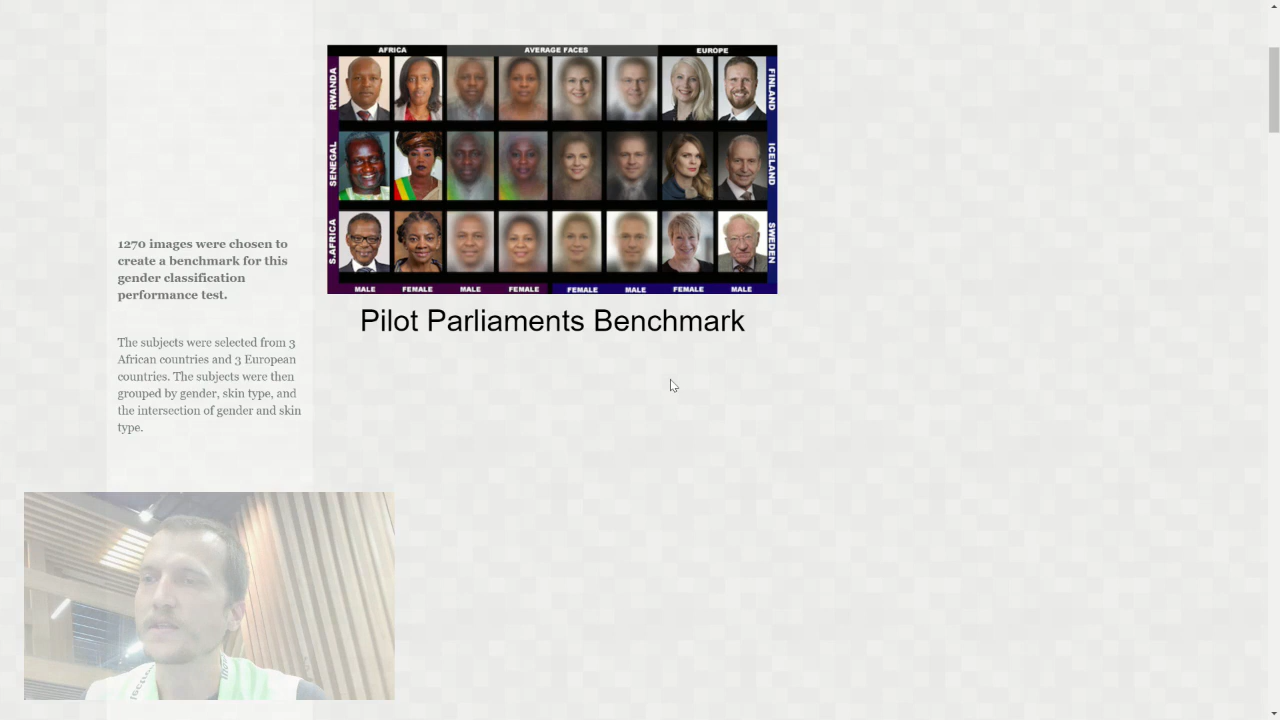 AFRICA AVERAGE FACES EUROPE
RWANDA
FINLAND
SENEGAL
ICELAND
S.AFRICA
SWEDEN
MALE FEMALE MALE FEMALE FEMALE MALE FEMALE MALE
Pilot Parliaments Benchmark
1270 images were chosen to
create a benchmark for this
gender classification
performance test.
The subjects were selected from 3
African countries and 3 European
countries. The subjects were then
grouped by gender, skin type, and
the intersection of gender and skin
type.